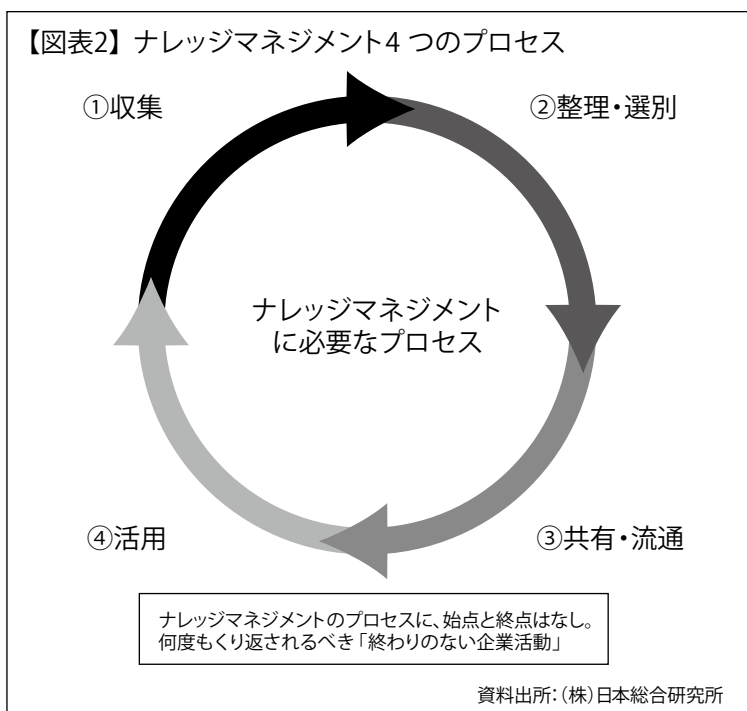 【図表2】 ナレッジマネジメント4 つのプロセス
①収集
②整理・選別
ナレッジマネジメント
に必要なプロセス
④活用
③共有・流通
ナレッジマネジメントのプロセスに、始点と終点はなし。
何度もくり返されるべき「終わりのない企業活動」
資料出所：(株)日本総合研究所